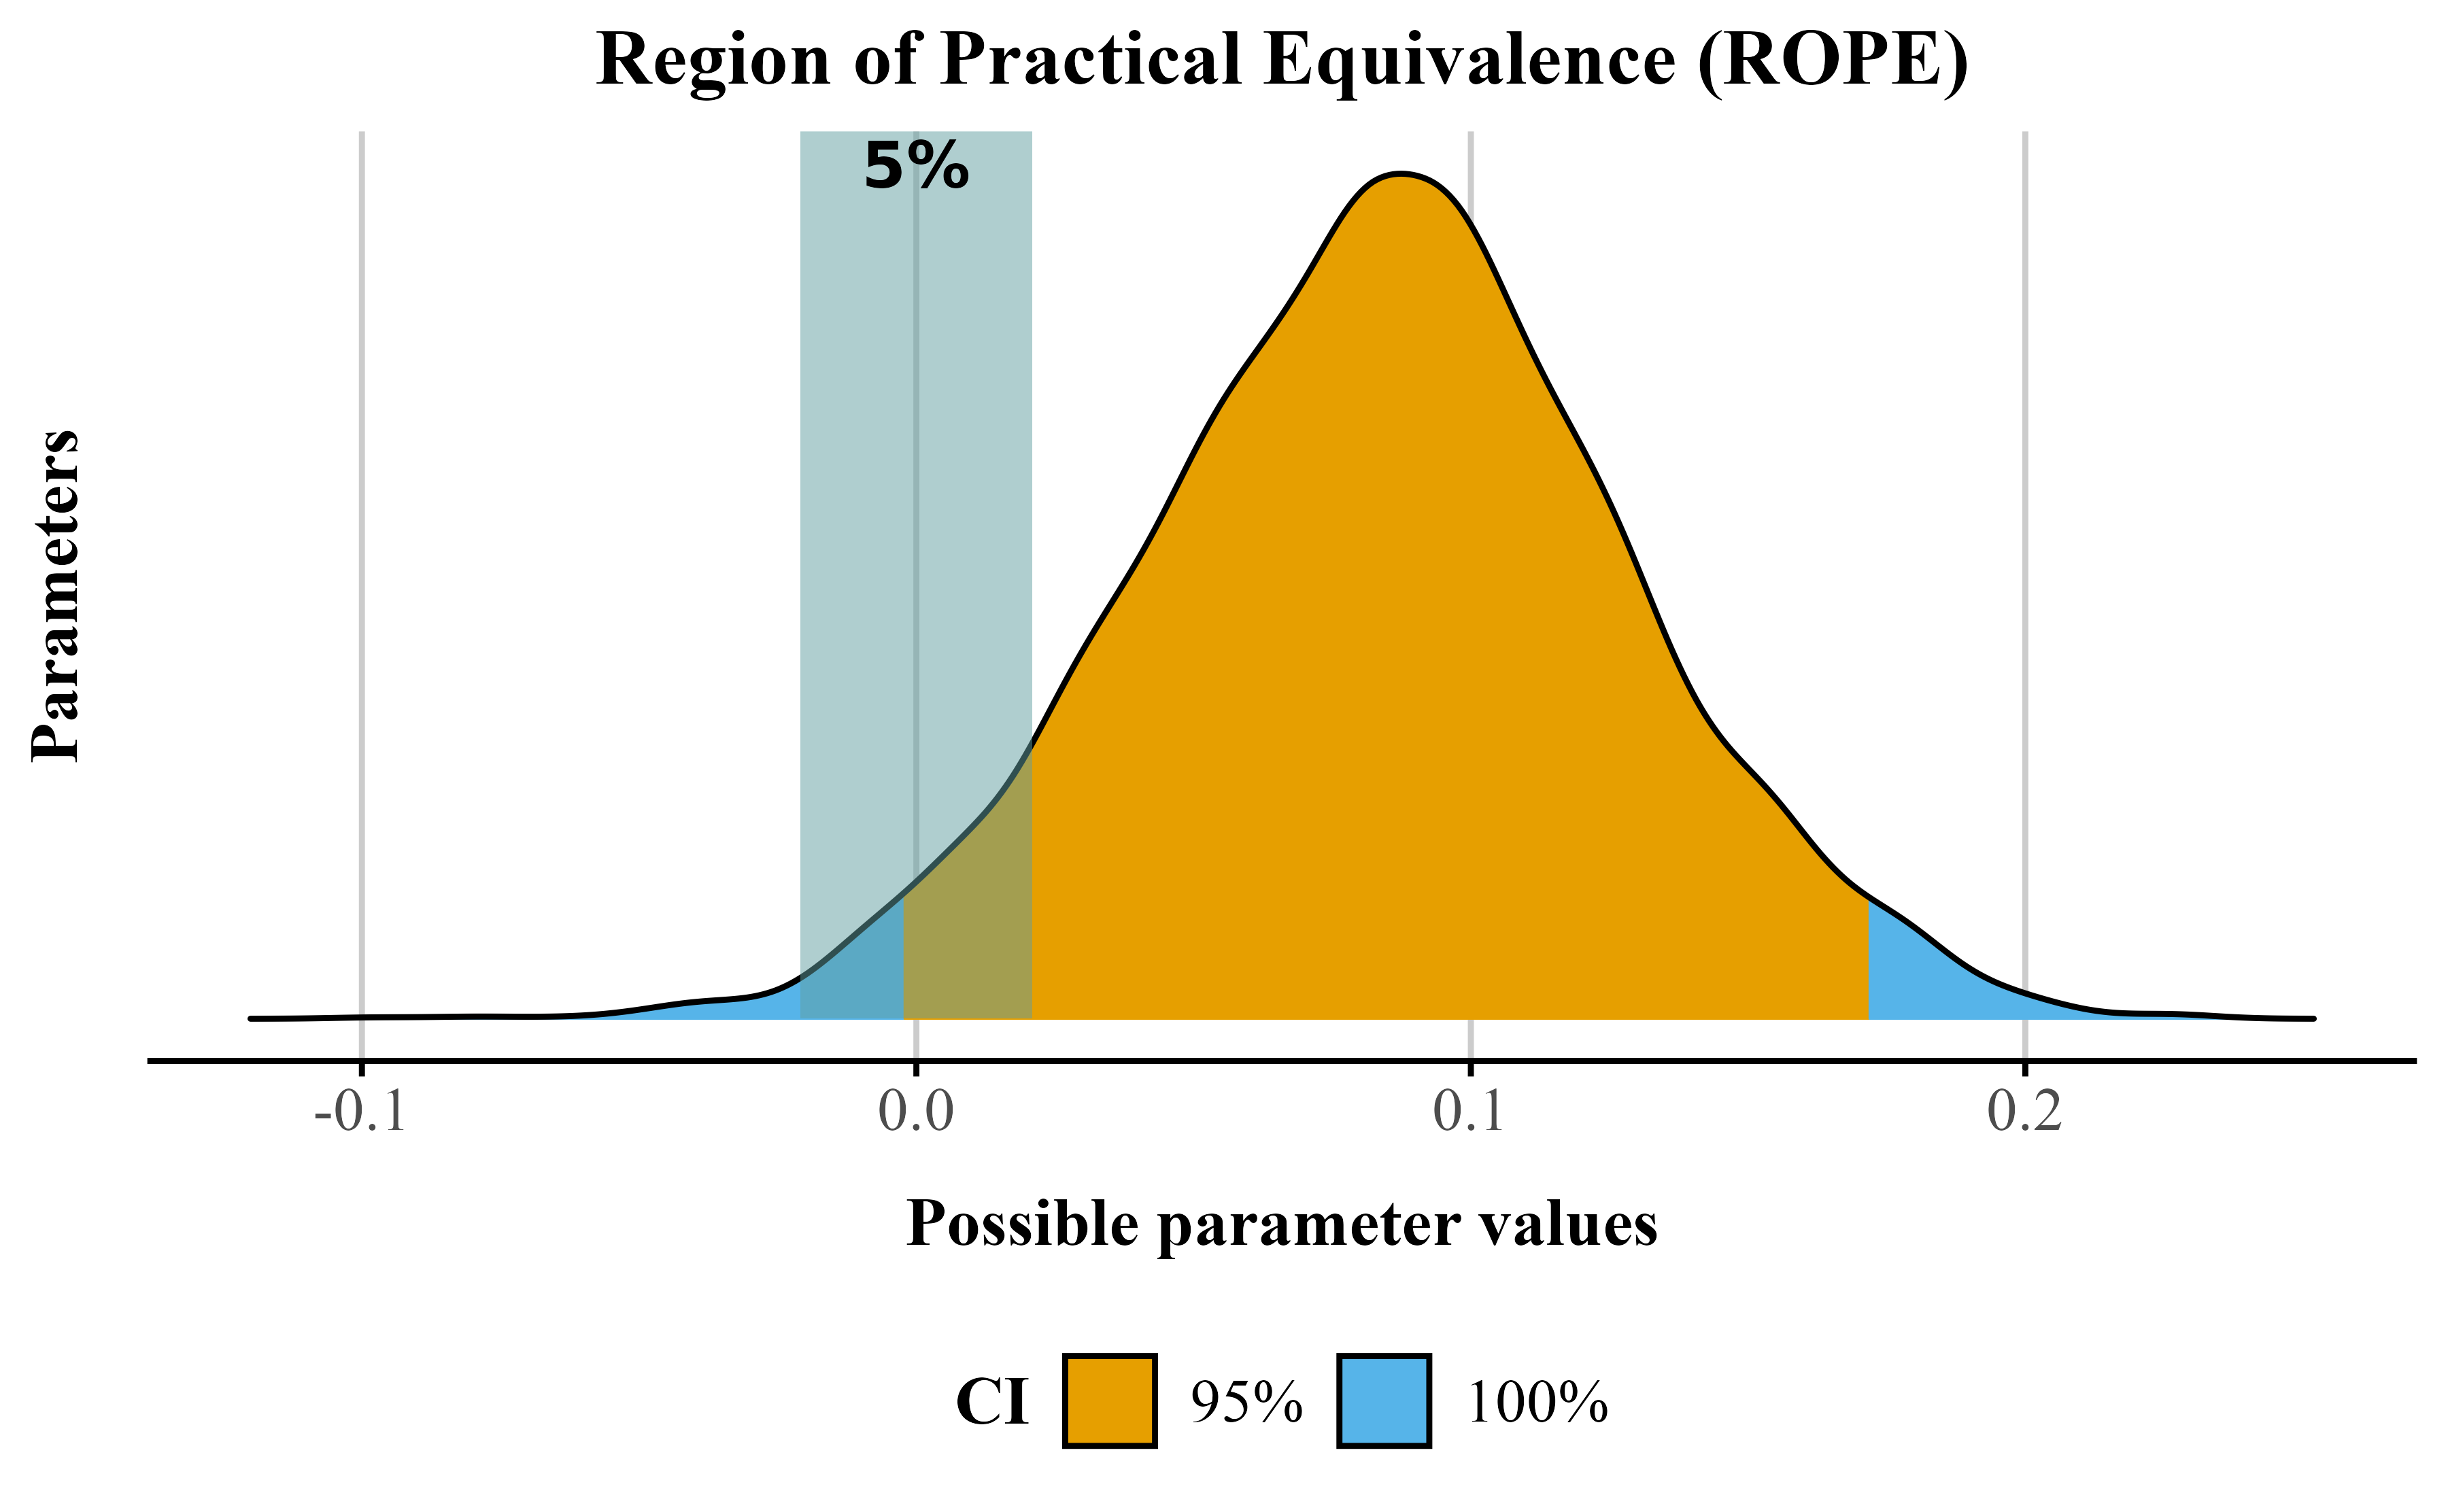 Region of Practical Equivalence (ROPE)
5%
Parameters
-0.1 0.0 0.1 0.2
Possible parameter values
CI 95% 100%